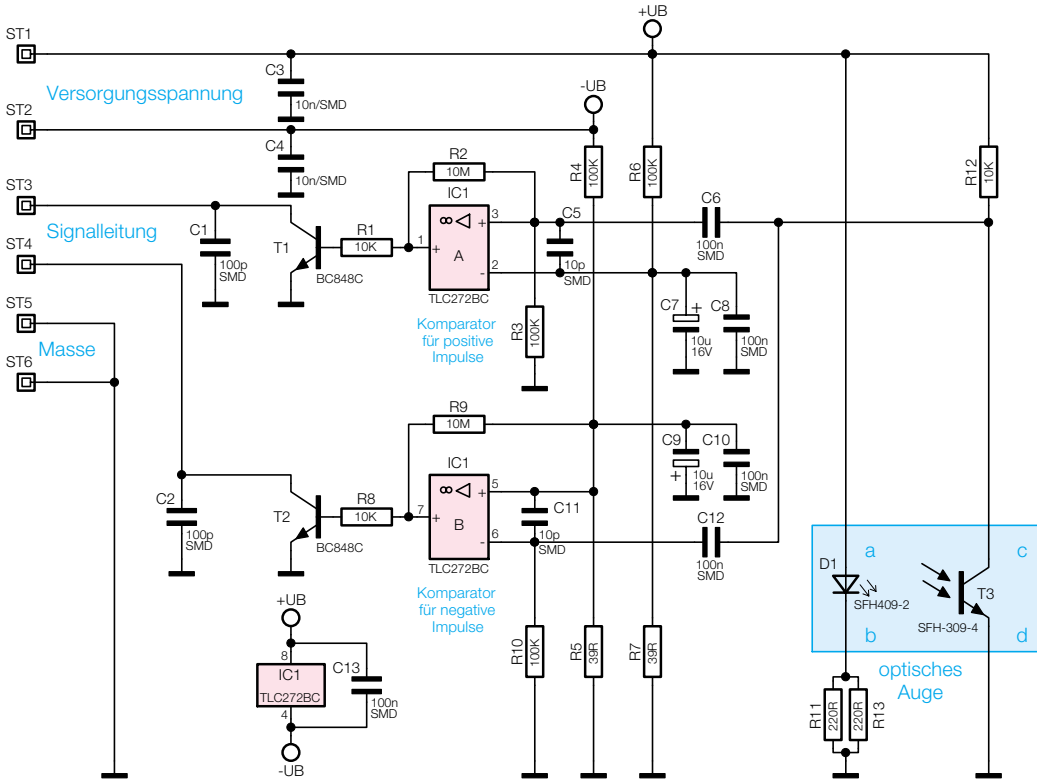 +UB
ST1
C3
10n/SMD
Versorgungsspannung
-UB
ST2
C4
10n/SMD
R2
10M
R4
100K
R6
100K
R12
10K
ST3
IC1
C5
C6
Signalleitung
C1
R1
10K
8
3
+
100n
SMD
ST4
T1
1
+
A
10p
SMD
100p
SMD
BC848C
2
-
TLC272BC
ST5
Komparator
für positive
Impulse
R3
100K
C7
+
10u
16V
C8
100n
SMD
Masse
ST6
R9
10M
IC1
C9
+
10u
16V
C10
100n
SMD
C2
R8
10K
8
5
+
C11
T2
7
+
B
10p
SMD
C12
100p
SMD
BC848C
6
-
100n
SMD
TLC272BC
a
c
D1
T3
SFH409-2
Komparator
für negative
Impulse
+UB
SFH-309-4
b
d
8
C13
R10
100K
R5
39R
R7
39R
optisches
Auge
IC1
TLC272BC
100n
SMD
4
R11
220R
220R
R13
-UB